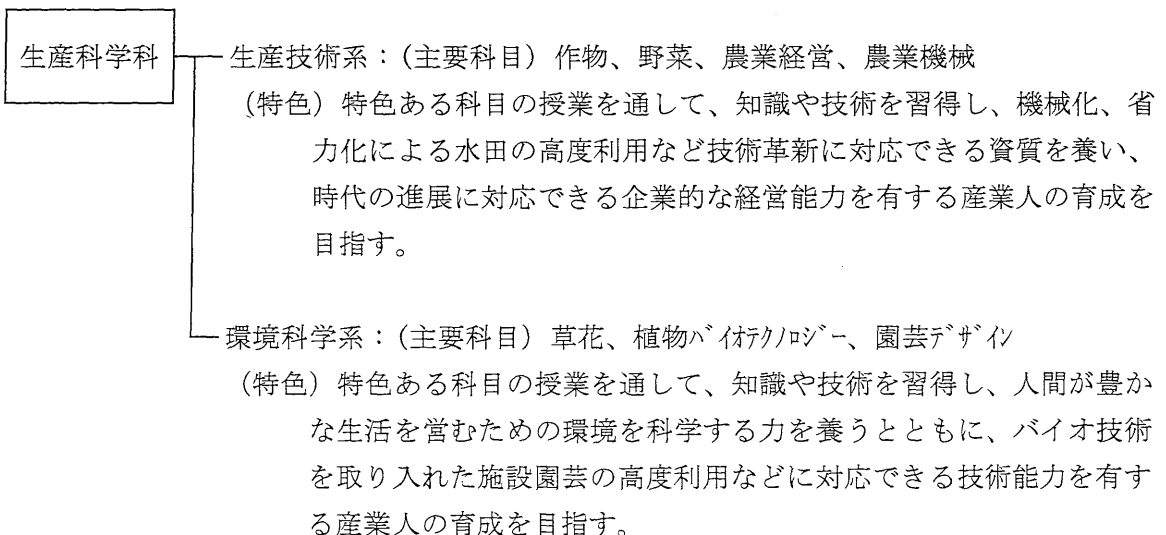 生産科学科
生産技術系：（主要科目）作物、野菜、農業経営、農業機械
（特色）特色ある科目の授業を通して、知識や技術を習得し、機械化、省
力化による水田の高度利用など技術革新に対応できる資質を養い、
時代の進展に対応できる企業的な経営能力を有する産業人の育成を
目指す。
環境科学系：（主要科目）草花、植物ﾊﾞｲｵﾃｸﾉﾛｼﾞｰ、園芸ﾃﾞｻﾞｲﾝ
（特色）特色ある科目の授業を通して、知識や技術を習得し、人間が豊か
な生活を営むための環境を科学する力を養うとともに、バイオ技術
を取り入れた施設園芸の高度利用などに対応できる技術能力を有す
る産業人の育成を目指す。